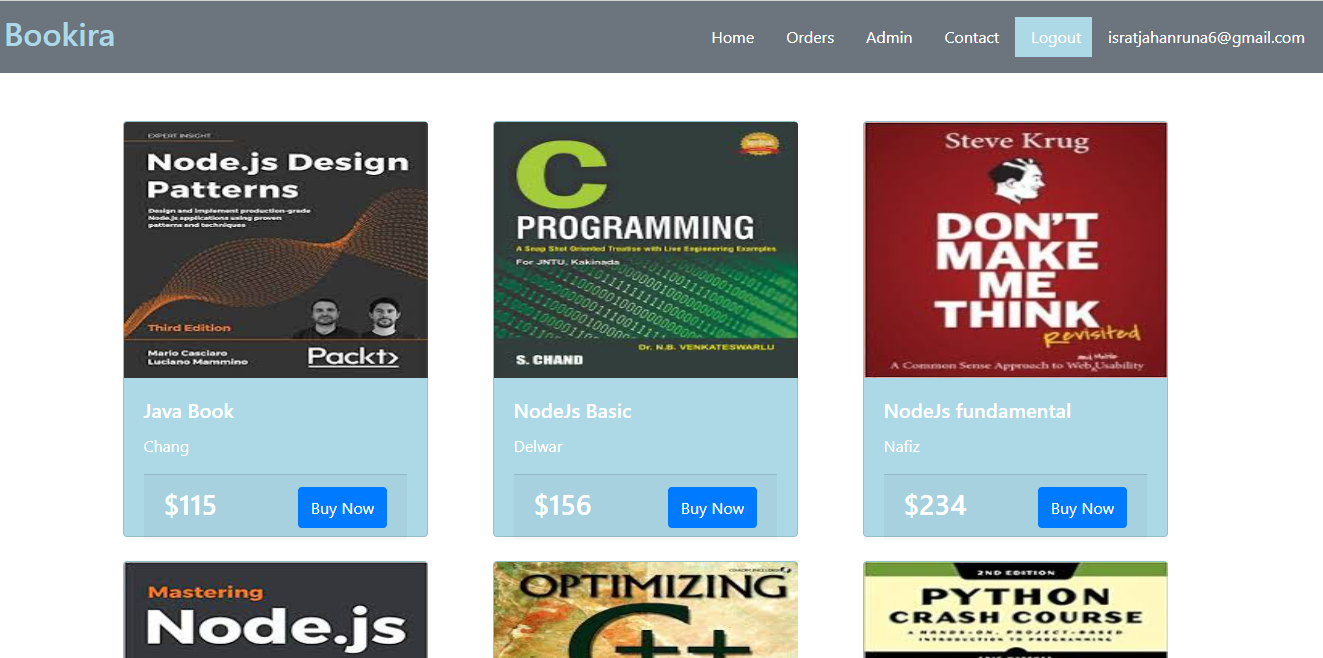 Bookira
Home Orders Admin Contact Logout isratjahanruna6@gmail.com
EXPERT INSIGHT
Node.js Design
Patterns
Design and implement production-grade
Node.js applications using proven
patterns and techniques
Third Edition
Mario Casciaro
Luciano Mammino
Packt>
Java Book
Chang
$115
Buy Now
C
PROGRAMMING
A Snap Shot Oriented Treatise with Live Engineering Examples
For JNTU, Kakinada
Dr. N.B. VENKATESWARLU
S. CHAND
NodeJs Basic
Delwar
$156
Buy Now
Steve Krug
DON'T
MAKE
ME
THINK
revisited
and Mobile
A Common Sense Approach to Web Usability
NodeJs fundamental
Nafiz
$234
Buy Now
Mastering
Node.js
OPTIMIZING
C++
2ND EDITION
PYTHON
CRASH COURSE
A HANDS-ON, PROJECT-BASED
INTRODUCTION TO PROGRAMMING